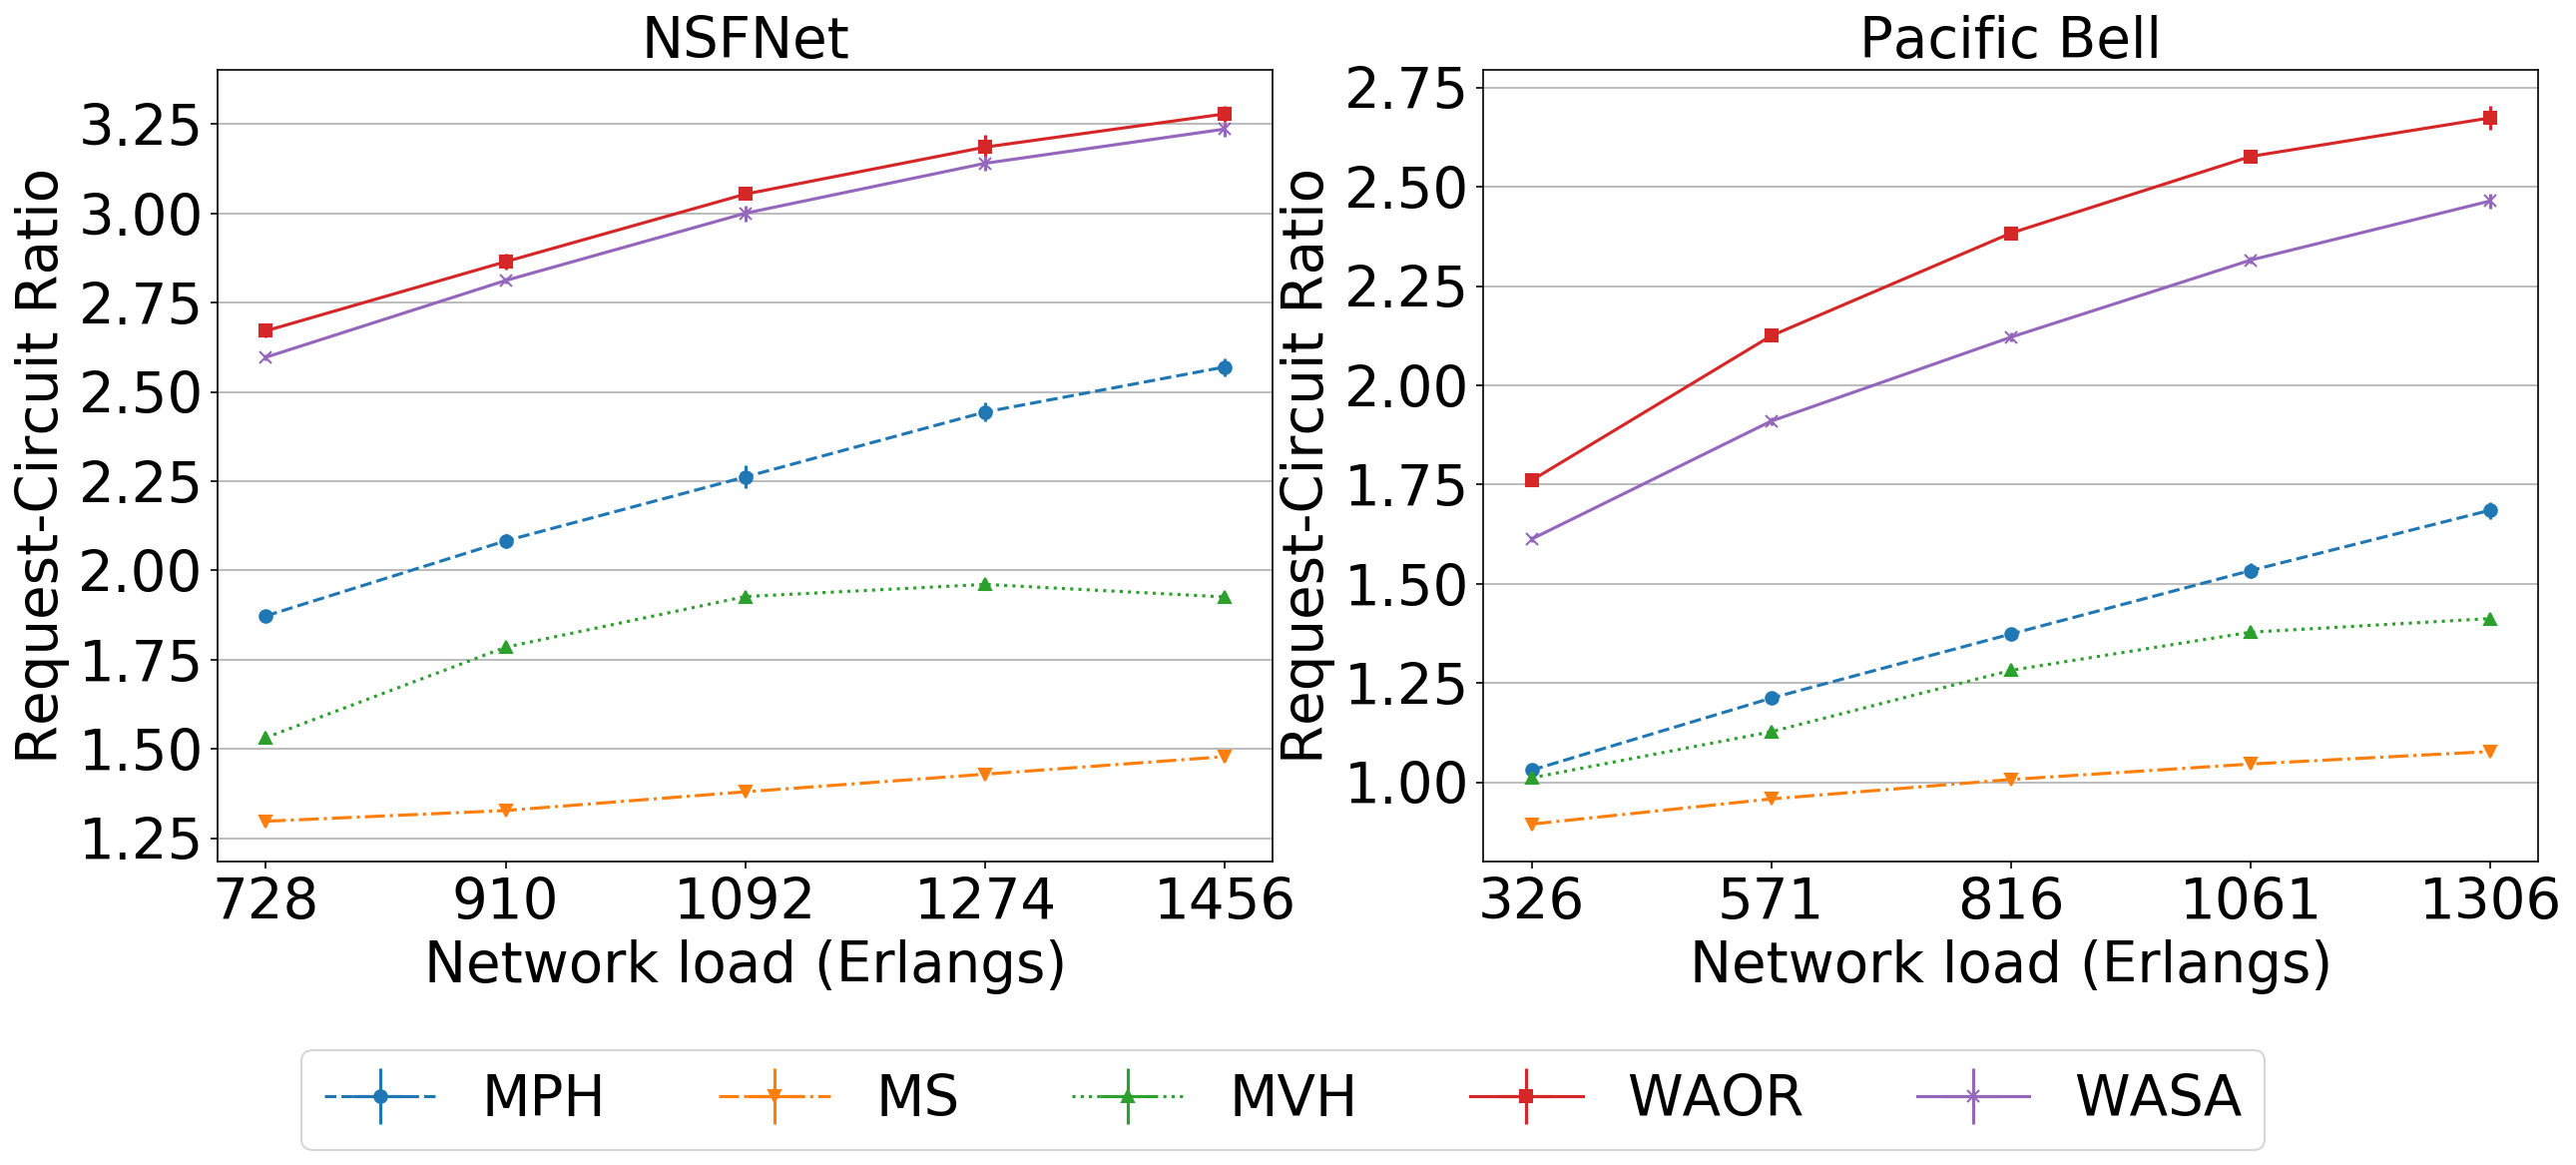 NSFNet
Request-Circuit Ratio
3.25
3.00
2.75
2.50
2.25
2.00
1.75
1.50
1.25
728 910 1092 1274 1456
Network load (Erlangs)
Pacific Bell
Request-Circuit Ratio
2.75
2.50
2.25
2.00
1.75
1.50
1.25
1.00
326 571 816 1061 1306
Network load (Erlangs)
MPH MS MVH WAOR WASA